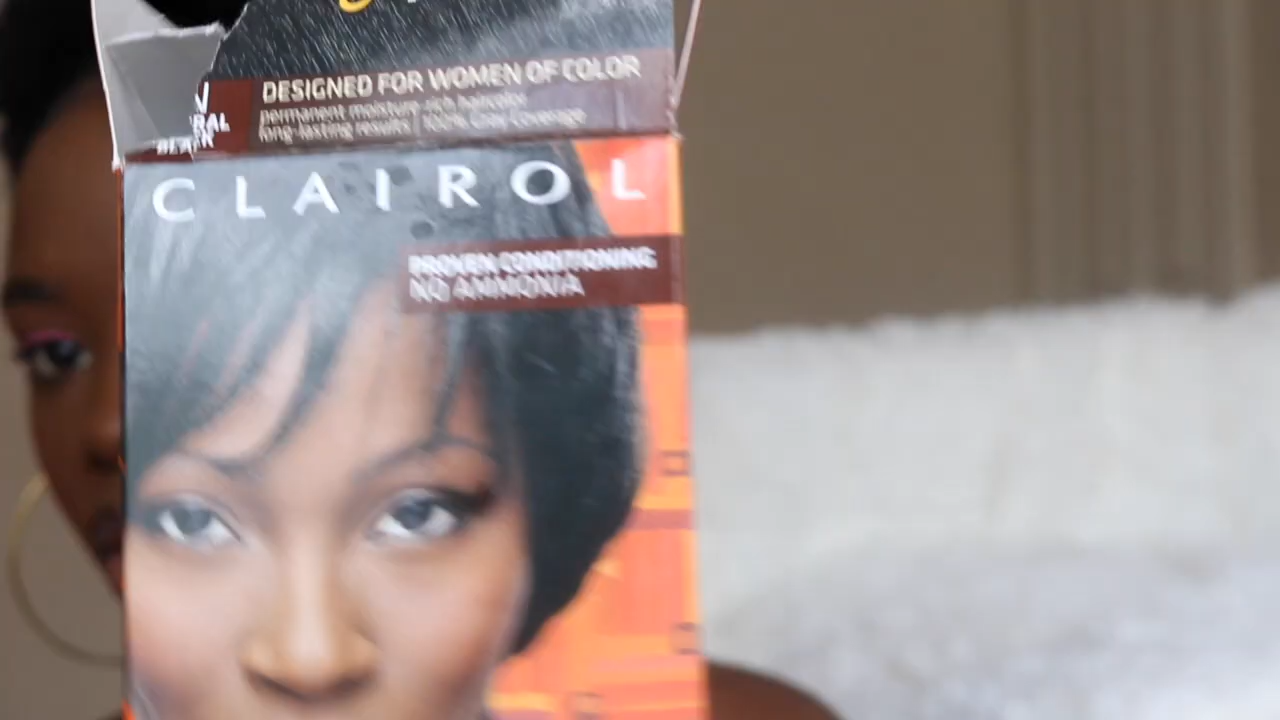 DESIGNED FOR WOMEN OF COLOR
permanent moisture-rich haircolor
long-lasting results | 100% Gray Coverage
BLACK
CLAIROL
PROVEN CONDITIONING
NO AMMONIA